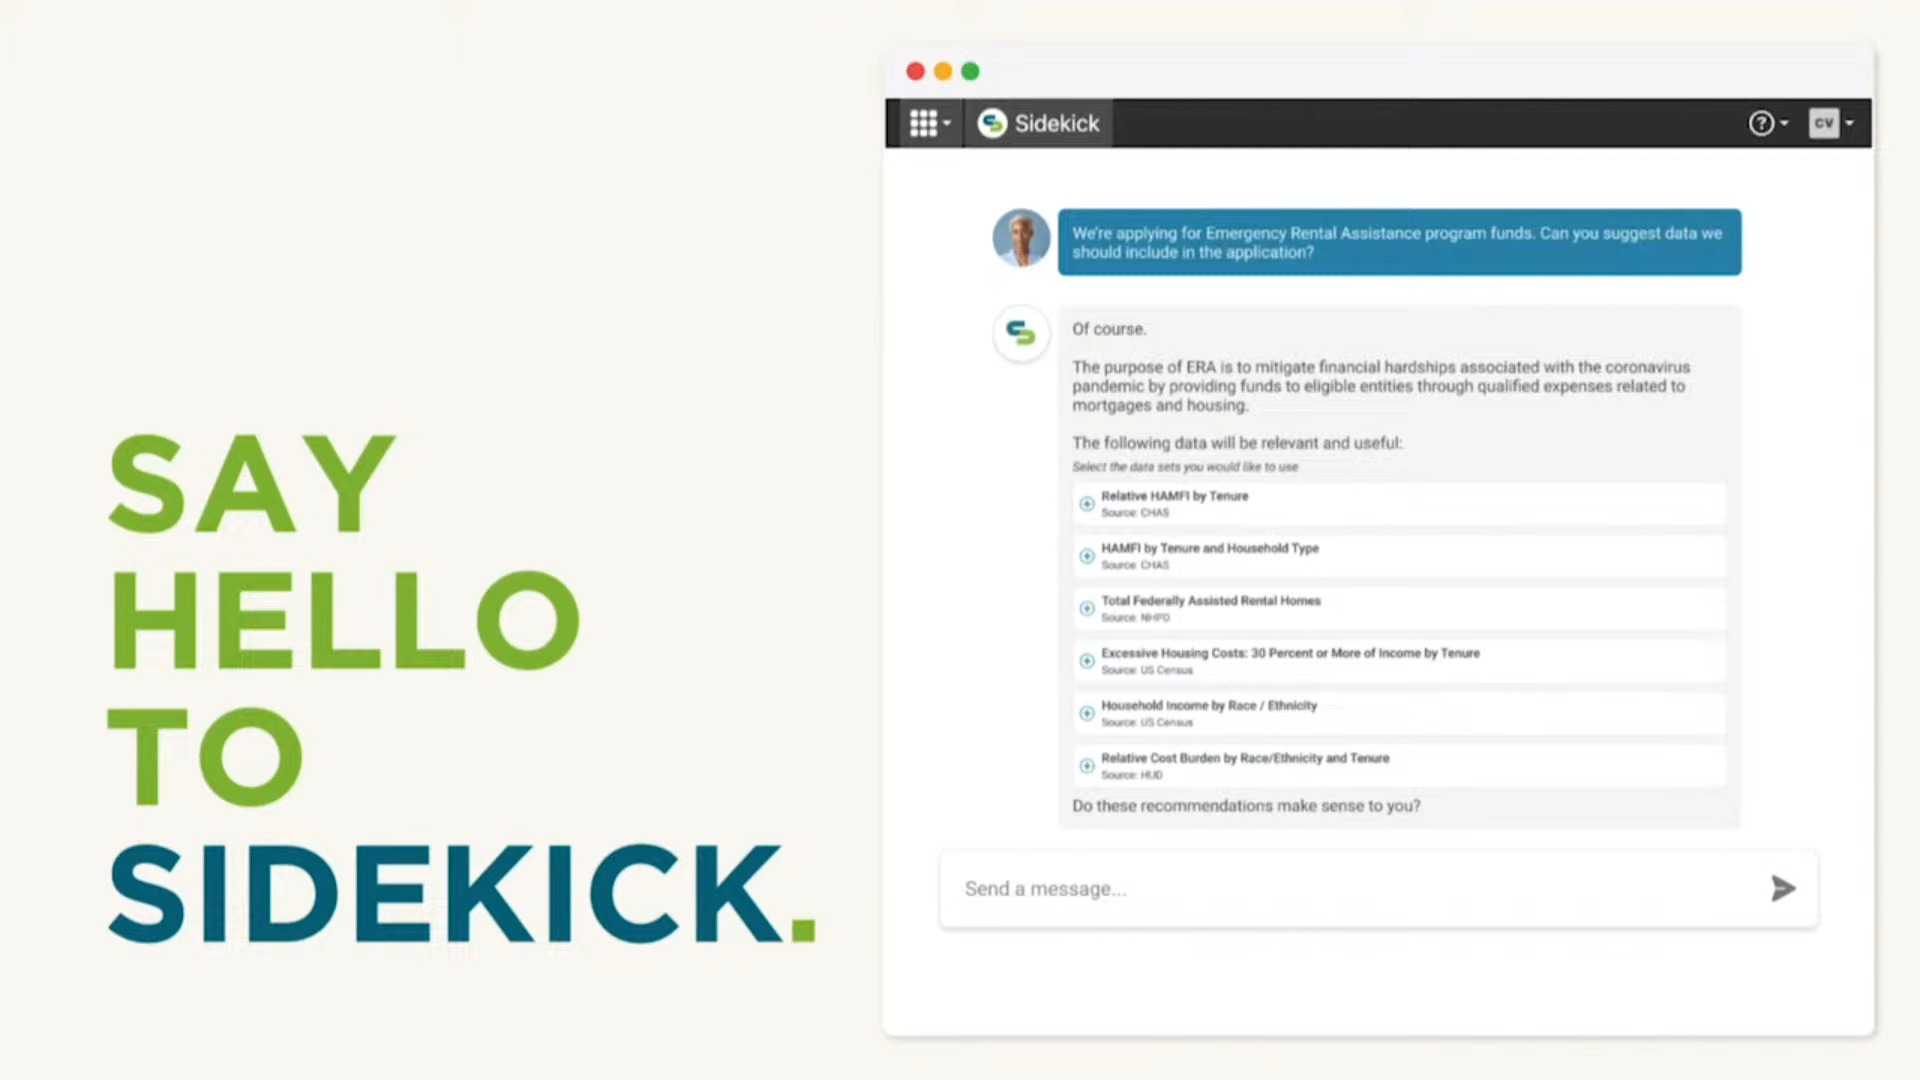 SAY
HELLO
TO
SIDEKICK.
Sidekick
?
CV
We're applying for Emergency Rental Assistance program funds. Can you suggest data we
should include in the application?
Of course.
The purpose of ERA is to mitigate financial hardships associated with the coronavirus
pandemic by providing funds to eligible entities through qualified expenses related to
mortgages and housing.
The following data will be relevant and useful:
Select the data sets you would like to use
Relative HAMFI by Tenure
Source: CHAS
HAMFI by Tenure and Household Type
Source: CHAS
Total Federally Assisted Rental Homes
Source: NHPD
Excessive Housing Costs: 30 Percent or More of Income by Tenure
Source: US Census
Household Income by Race / Ethnicity
Source: US Census
Relative Cost Burden by Race/Ethnicity and Tenure
Source: HUD
Do these recommendations make sense to you?
Send a message...